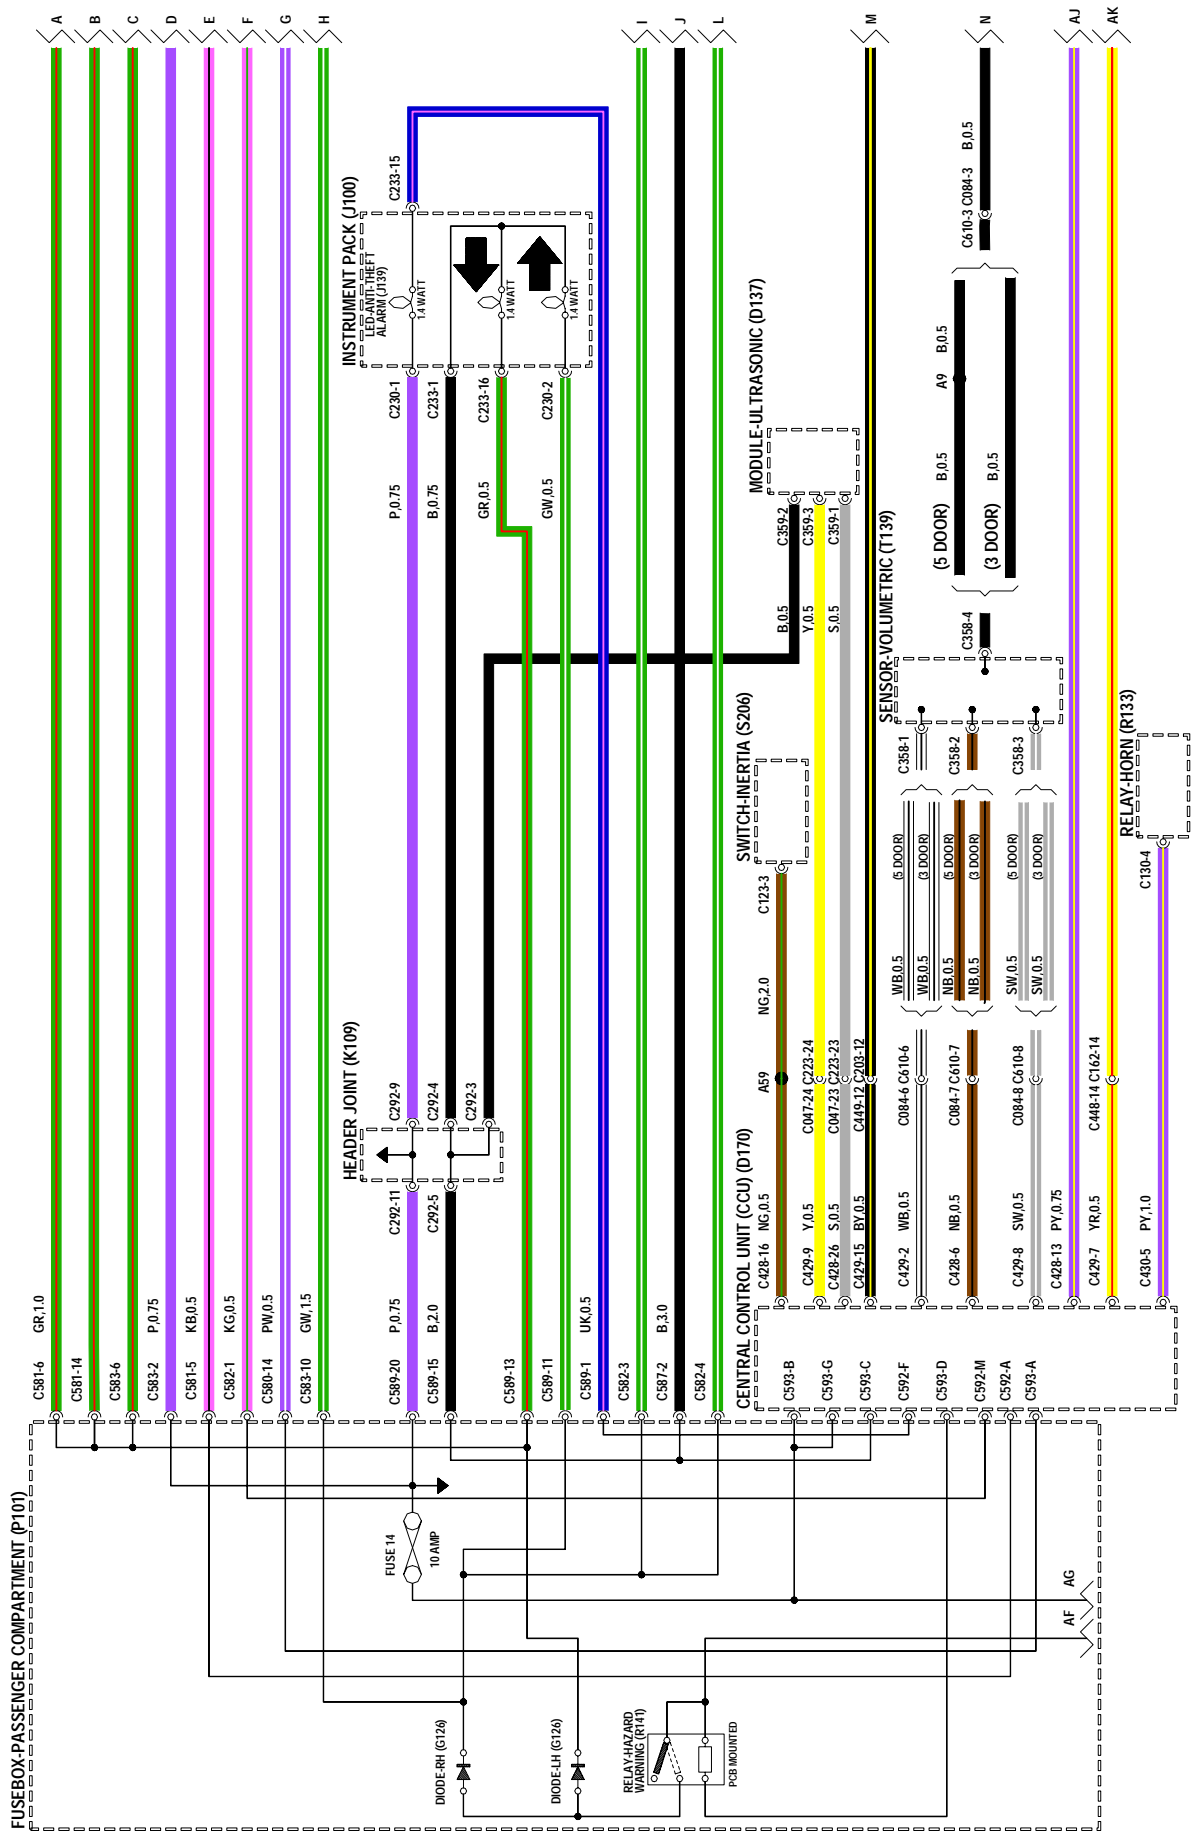 A
B
C
D
E
F
G
H
I
J
L
M
N
AJ
AK
FUSEBOX-PASSENGER COMPARTMENT (P101)
C581-6
GR,1.0
C581-14
C583-6
C583-2
P,0.75
C581-5
KB,0.5
C582-1
KG,0.5
C580-14
PW,0.5
C583-10
GW,1.5
C589-20
P,0.75
C589-15
B,2.0
C589-13
C589-11
C589-1
UK,0.5
C582-3
C587-2
B,3.0
C582-4
FUSE 14
10 AMP
DIODE-RH (G126)
DIODE-LH (G126)
RELAY-HAZARD
WARNING (R141)
PCB MOUNTED
AF
AG
HEADER JOINT (K109)
C292-11
C292-5
C292-9
C292-4
C292-3
INSTRUMENT PACK (J100)
LED-ANTI-THEFT
ALARM (J139)
1.4 WATT
1.4 WATT
1.4 WATT
C233-15
C230-1
C233-1
C233-16
C230-2
P,0.75
B,0.75
GR,0.5
GW,0.5
CENTRAL CONTROL UNIT (CCU) (D170)
C593-B
C593-G
C593-C
C592-F
C593-D
C592-M
C592-A
C593-A
C428-16
NG,0.5
A59
NG,2.0
C123-3
SWITCH-INERTIA (S206)
C429-9
Y,0.5
C047-24
C223-24
Y,0.5
C359-3
C428-26
S,0.5
C047-23
C223-23
S,0.5
C359-1
B,0.5
C359-2
MODULE-ULTRASONIC (D137)
C429-15
BY,0.5
C449-12
C203-12
C429-2
WB,0.5
C084-6
C610-6
WB,0.5
(5 DOOR)
WB,0.5
(3 DOOR)
C358-1
C428-6
NB,0.5
C084-7
C610-7
NB,0.5
(5 DOOR)
NB,0.5
(3 DOOR)
C358-2
C429-8
SW,0.5
C084-8
C610-8
SW,0.5
(5 DOOR)
SW,0.5
(3 DOOR)
C358-3
SENSOR-VOLUMETRIC (T139)
C358-4
(5 DOOR)
B,0.5
A9
B,0.5
(3 DOOR)
B,0.5
C610-3
C084-3
B,0.5
C428-13
PY,0.75
C429-7
YR,0.5
C448-14
C162-14
C430-5
PY,1.0
C130-4
RELAY-HORN (R133)